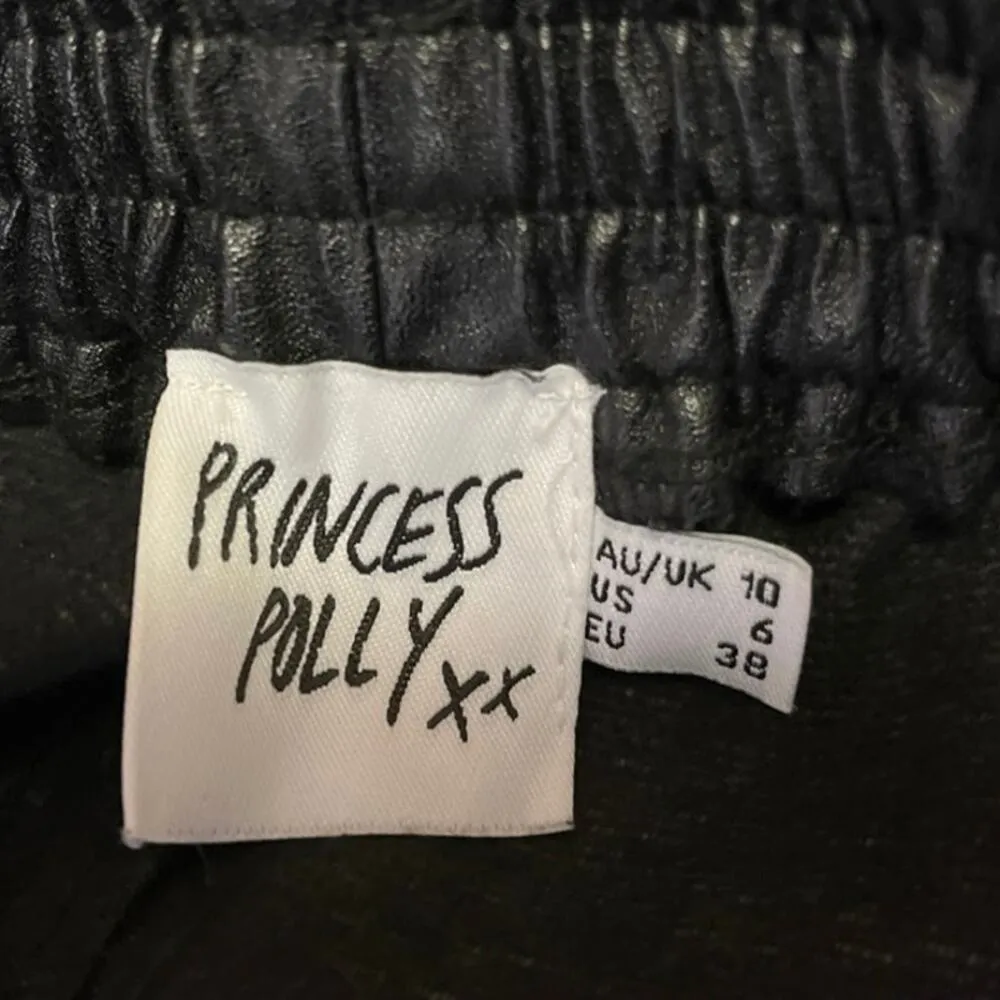 PRINCESS
POLLY xx
AU/UK 10
US 6
EU 38